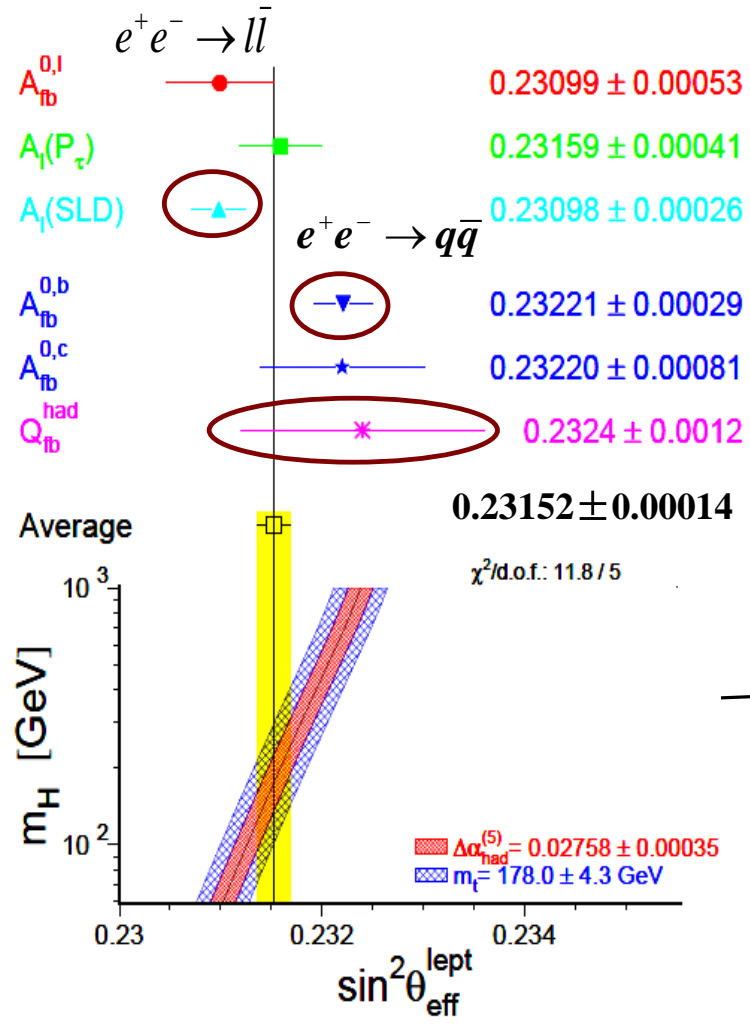 e⁺e⁻ → ll̄
A_fb^0,l 0.23099 ± 0.00053
A_l(P_τ) 0.23159 ± 0.00041
A_l(SLD) 0.23098 ± 0.00026
e⁺e⁻ → qq̄
A_fb^0,b 0.23221 ± 0.00029
A_fb^0,c 0.23220 ± 0.00081
Q_fb^had 0.2324 ± 0.0012
Average 0.23152 ± 0.00014
χ²/d.o.f.: 11.8 / 5
10³
m_H [GeV]
10²
Δα_had^(5) = 0.02758 ± 0.00035
m_t = 178.0 ± 4.3 GeV
0.23 0.232 0.234
sin²θ_eff^lept